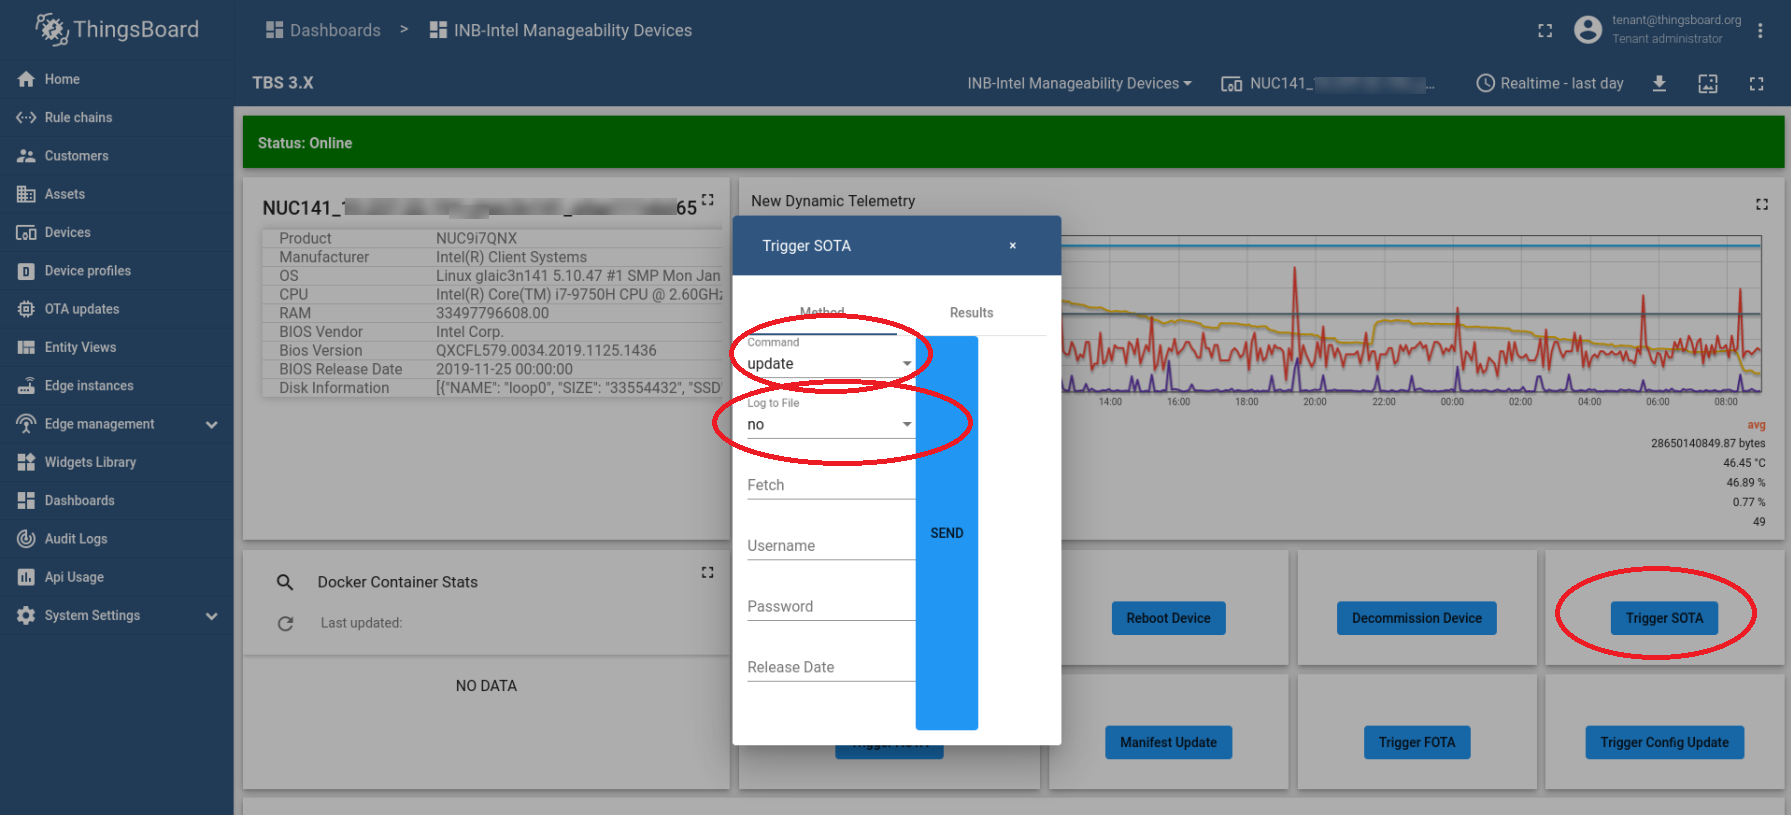 ThingsBoard
Dashboards > INB-Intel Manageability Devices
tenant@thingsboard.org
Tenant administrator
TBS 3.X
INB-Intel Manageability Devices
NUC141_
...
Realtime - last day
Home
Rule chains
Customers
Assets
Devices
Device profiles
OTA updates
Entity Views
Edge instances
Edge management
Widgets Library
Dashboards
Audit Logs
Api Usage
System Settings
Status: Online
NUC141_ 65
Product NUC9i7QNX
Manufacturer Intel(R) Client Systems
OS Linux glaic3n141 5.10.47 #1 SMP Mon Jan
CPU Intel(R) Core(TM) i7-9750H CPU @ 2.60GHz
RAM 33497796608.00
BIOS Vendor Intel Corp.
Bios Version QXCFL579.0034.2019.1125.1436
BIOS Release Date 2019-11-25 00:00:00
Disk Information [{"NAME": "loop0", "SIZE": "33554432", "SSD"
New Dynamic Telemetry
14:00 16:00 18:00 20:00 22:00 00:00 02:00 04:00 06:00 08:00
avg
28650140849.87 bytes
46.45 °C
46.89 %
0.77 %
49
Trigger SOTA ×
Method Results
Command
update
Log to File
no
Fetch
Username
Password
Release Date
SEND
Docker Container Stats
Last updated:
NO DATA
Reboot Device
Decommission Device
Trigger SOTA
Manifest Update
Trigger FOTA
Trigger Config Update